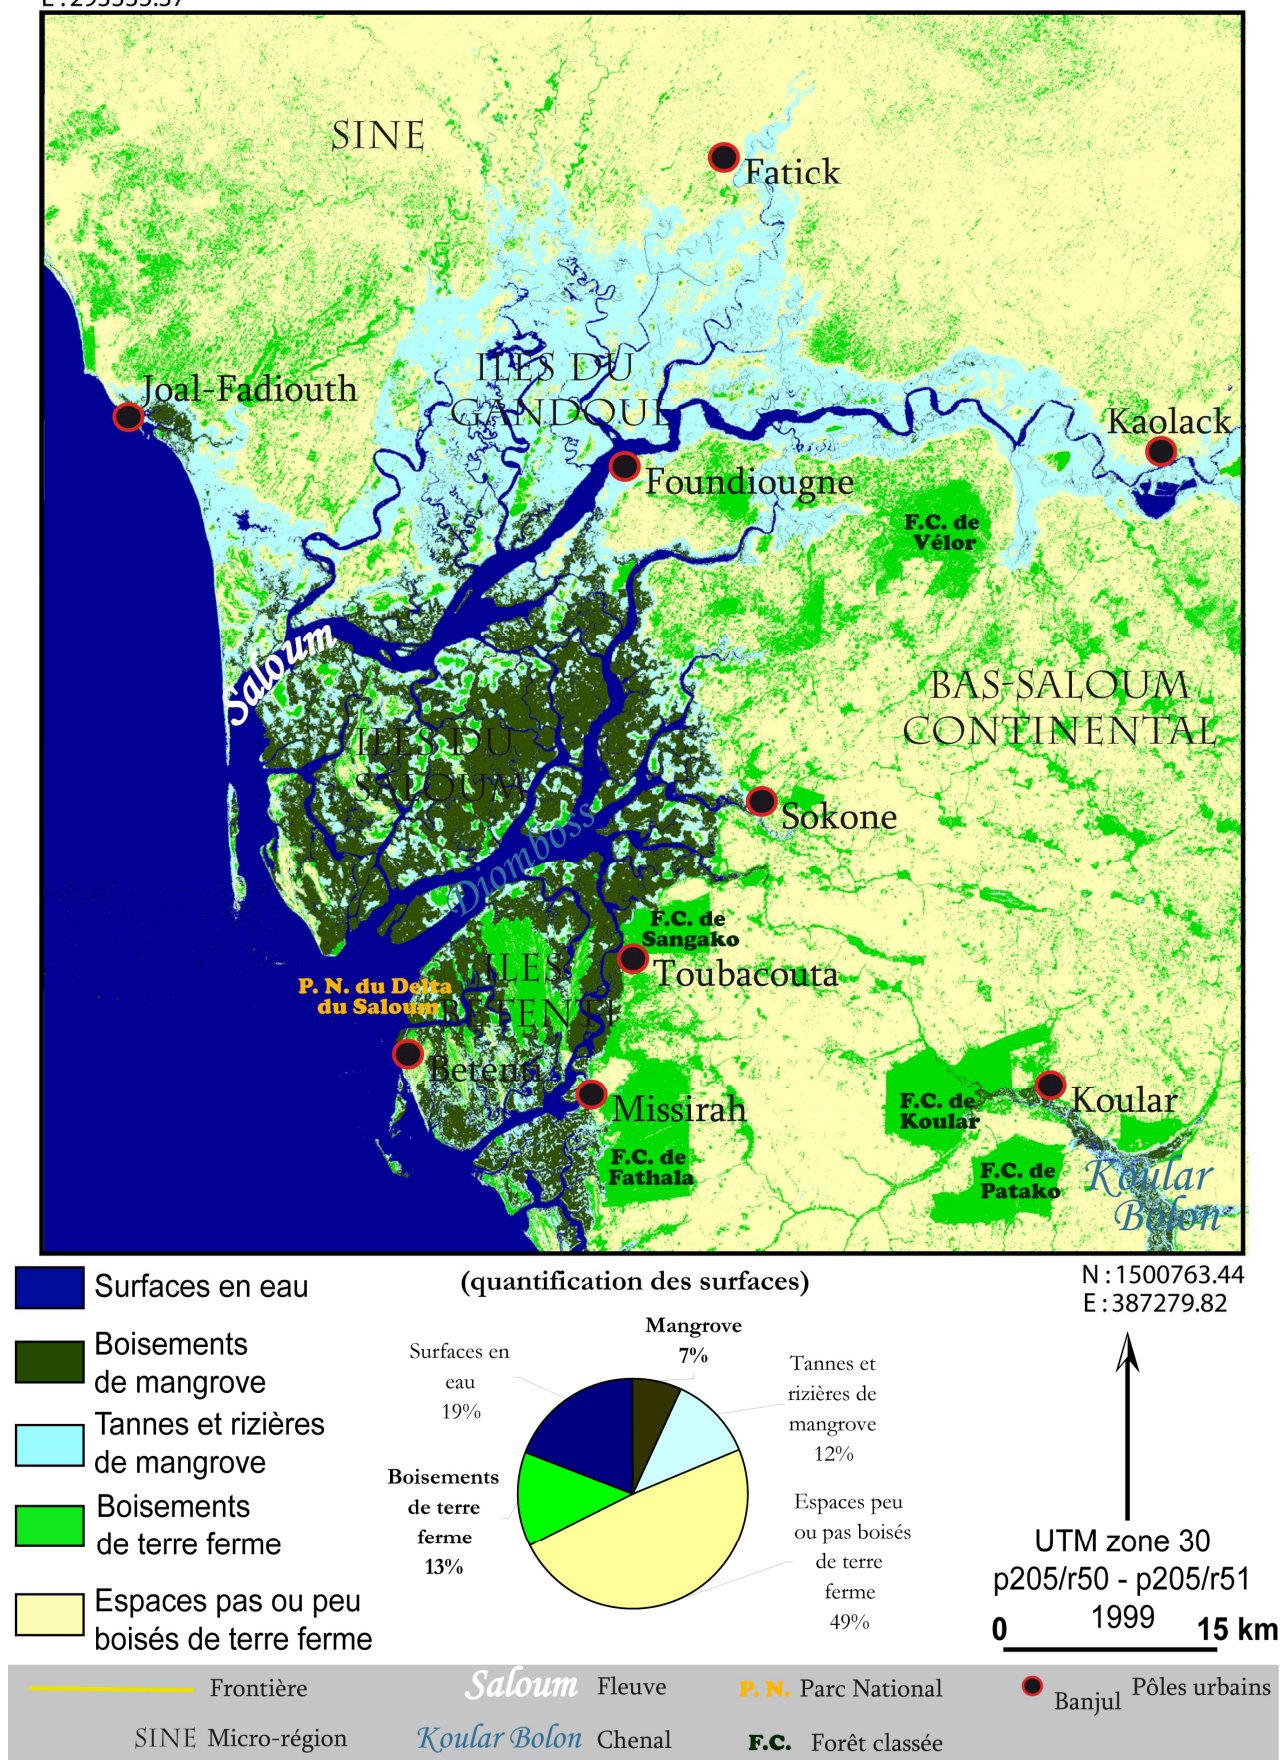 SINE
Fatick
Joal-Fadiouth
ILES DU
GANDOUL
Kaolack
Foundiougne
F.C. de
Vélor
Saloum
BAS-SALOUM
CONTINENTAL
ILES DU
SALOUM
Sokone
Diomboss
F.C. de
Sangako
Toubacouta
ILES
BETENTI
P. N. du Delta
du Saloum
Betenti
Missirah
F.C. de
Koular
Koular
F.C. de
Fathala
F.C. de
Patako
Koular
Bolon
Surfaces en eau
Boisements
de mangrove
Tannes et rizières
de mangrove
Boisements
de terre ferme
Espaces pas ou peu
boisés de terre ferme
(quantification des surfaces)
Mangrove
7%
Surfaces en
eau
19%
Tannes et
rizières de
mangrove
12%
Boisements
de terre
ferme
13%
Espaces peu
ou pas boisés
de terre
ferme
49%
N : 1500763.44
E : 387279.82
UTM zone 30
p205/r50 - p205/r51
1999
0 15 km
Frontière
Saloum Fleuve
P. N. Parc National
Banjul Pôles urbains
SINE Micro-région
Koular Bolon Chenal
F.C. Forêt classée